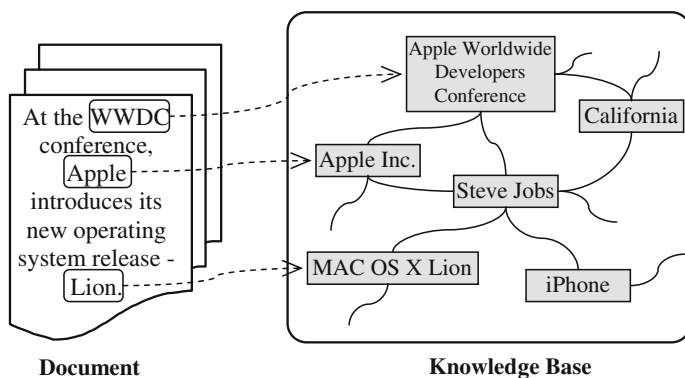 At the WWDC
conference,
Apple
introduces its
new operating
system release -
Lion.
Document
Apple Worldwide
Developers
Conference
California
Apple Inc.
Steve Jobs
MAC OS X Lion
iPhone
Knowledge Base